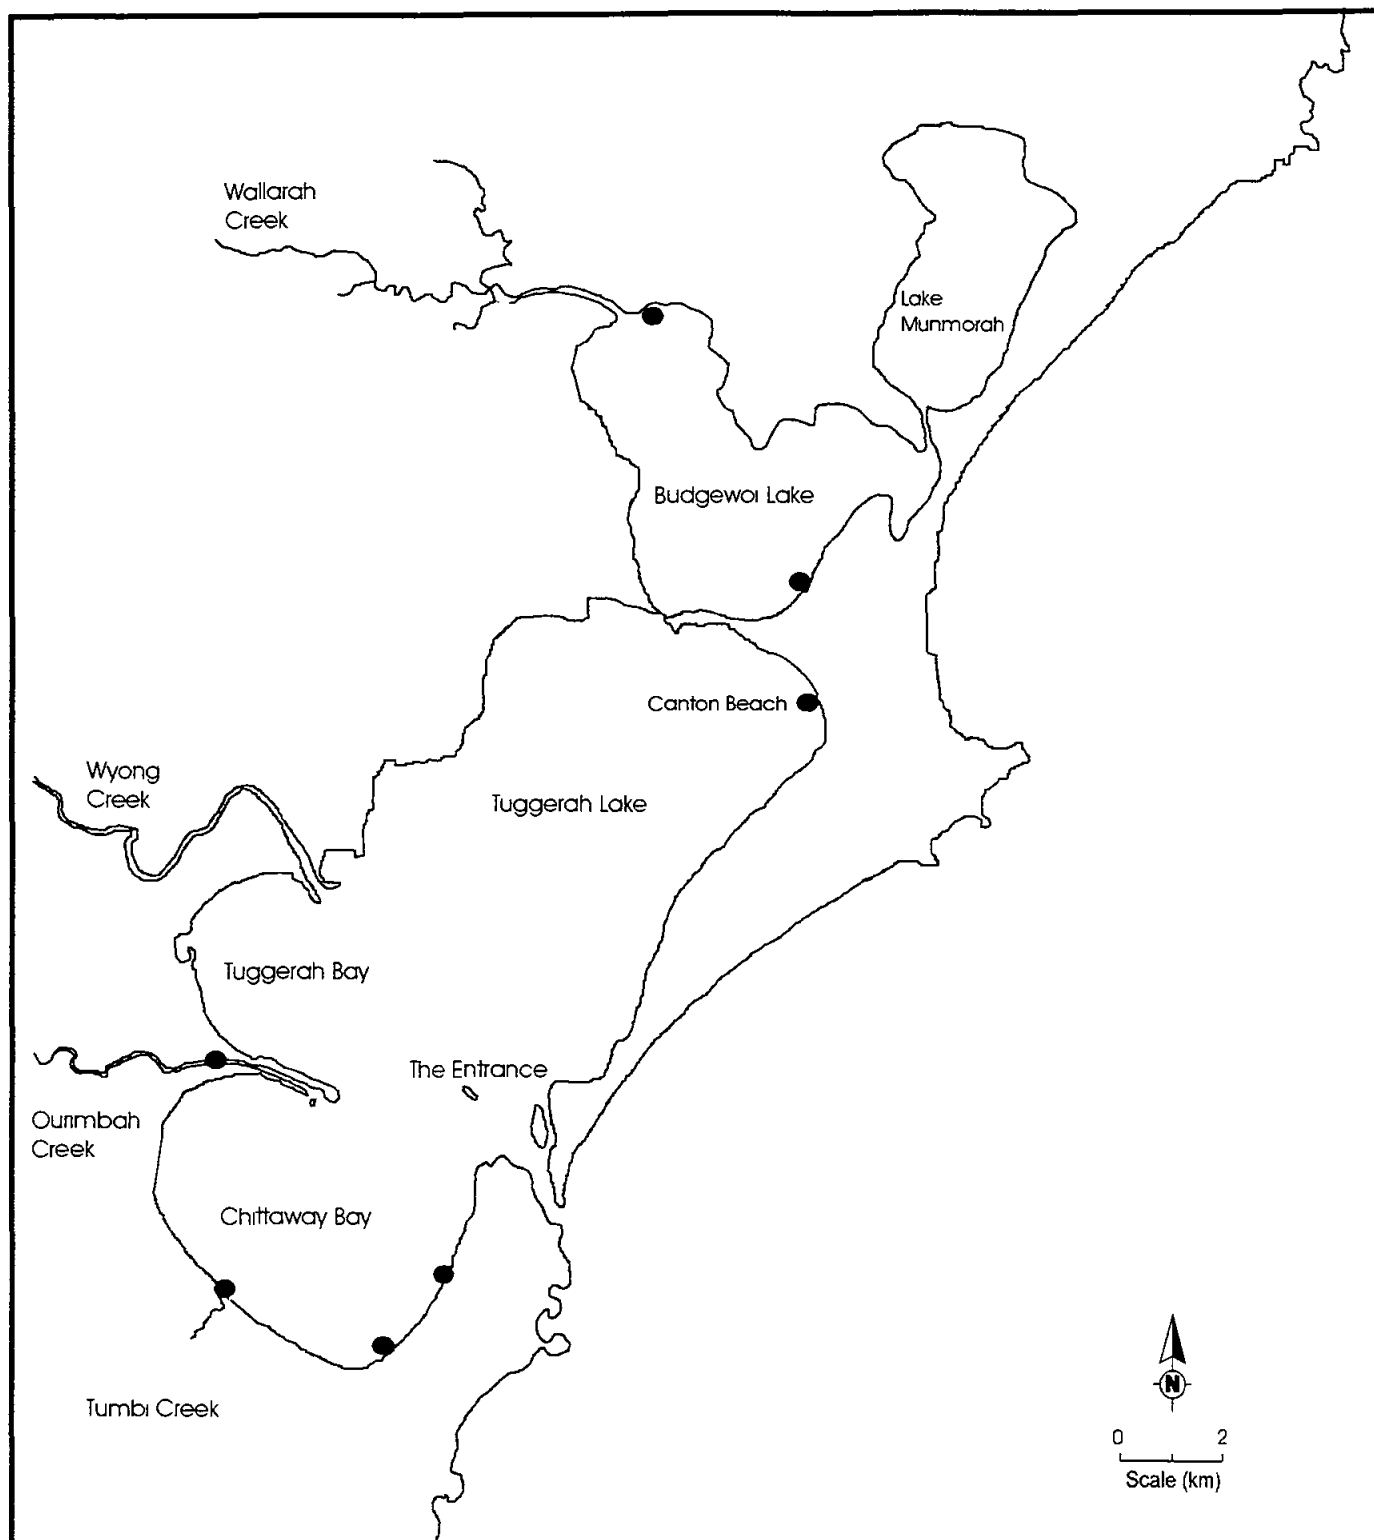 Wallarah
Creek
Lake
Munmorah
Budgewoi Lake
Canton Beach
Wyong
Creek
Tuggerah Lake
Tuggerah Bay
The Entrance
Ourimbah
Creek
Chittaway Bay
Tumbi Creek
N
0 2
Scale (km)